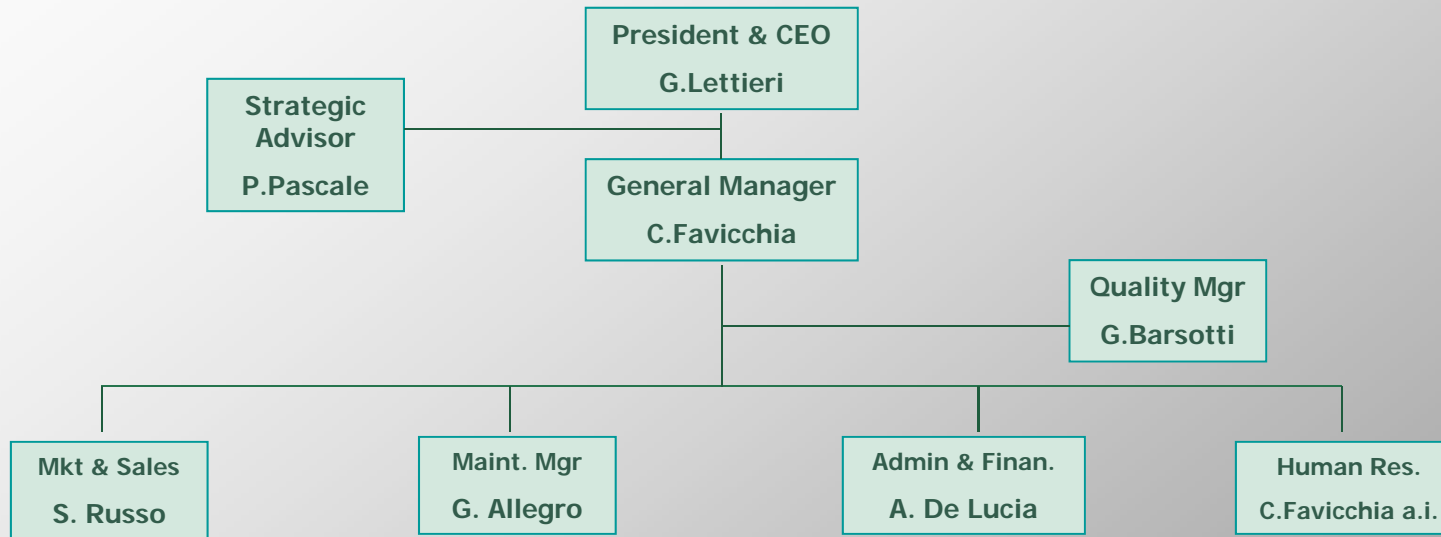 President & CEO
G.Lettieri
Strategic
Advisor
P.Pascale
General Manager
C.Favicchia
Quality Mgr
G.Barsotti
Mkt & Sales
S. Russo
Maint. Mgr
G. Allegro
Admin & Finan.
A. De Lucia
Human Res.
C.Favicchia a.i.